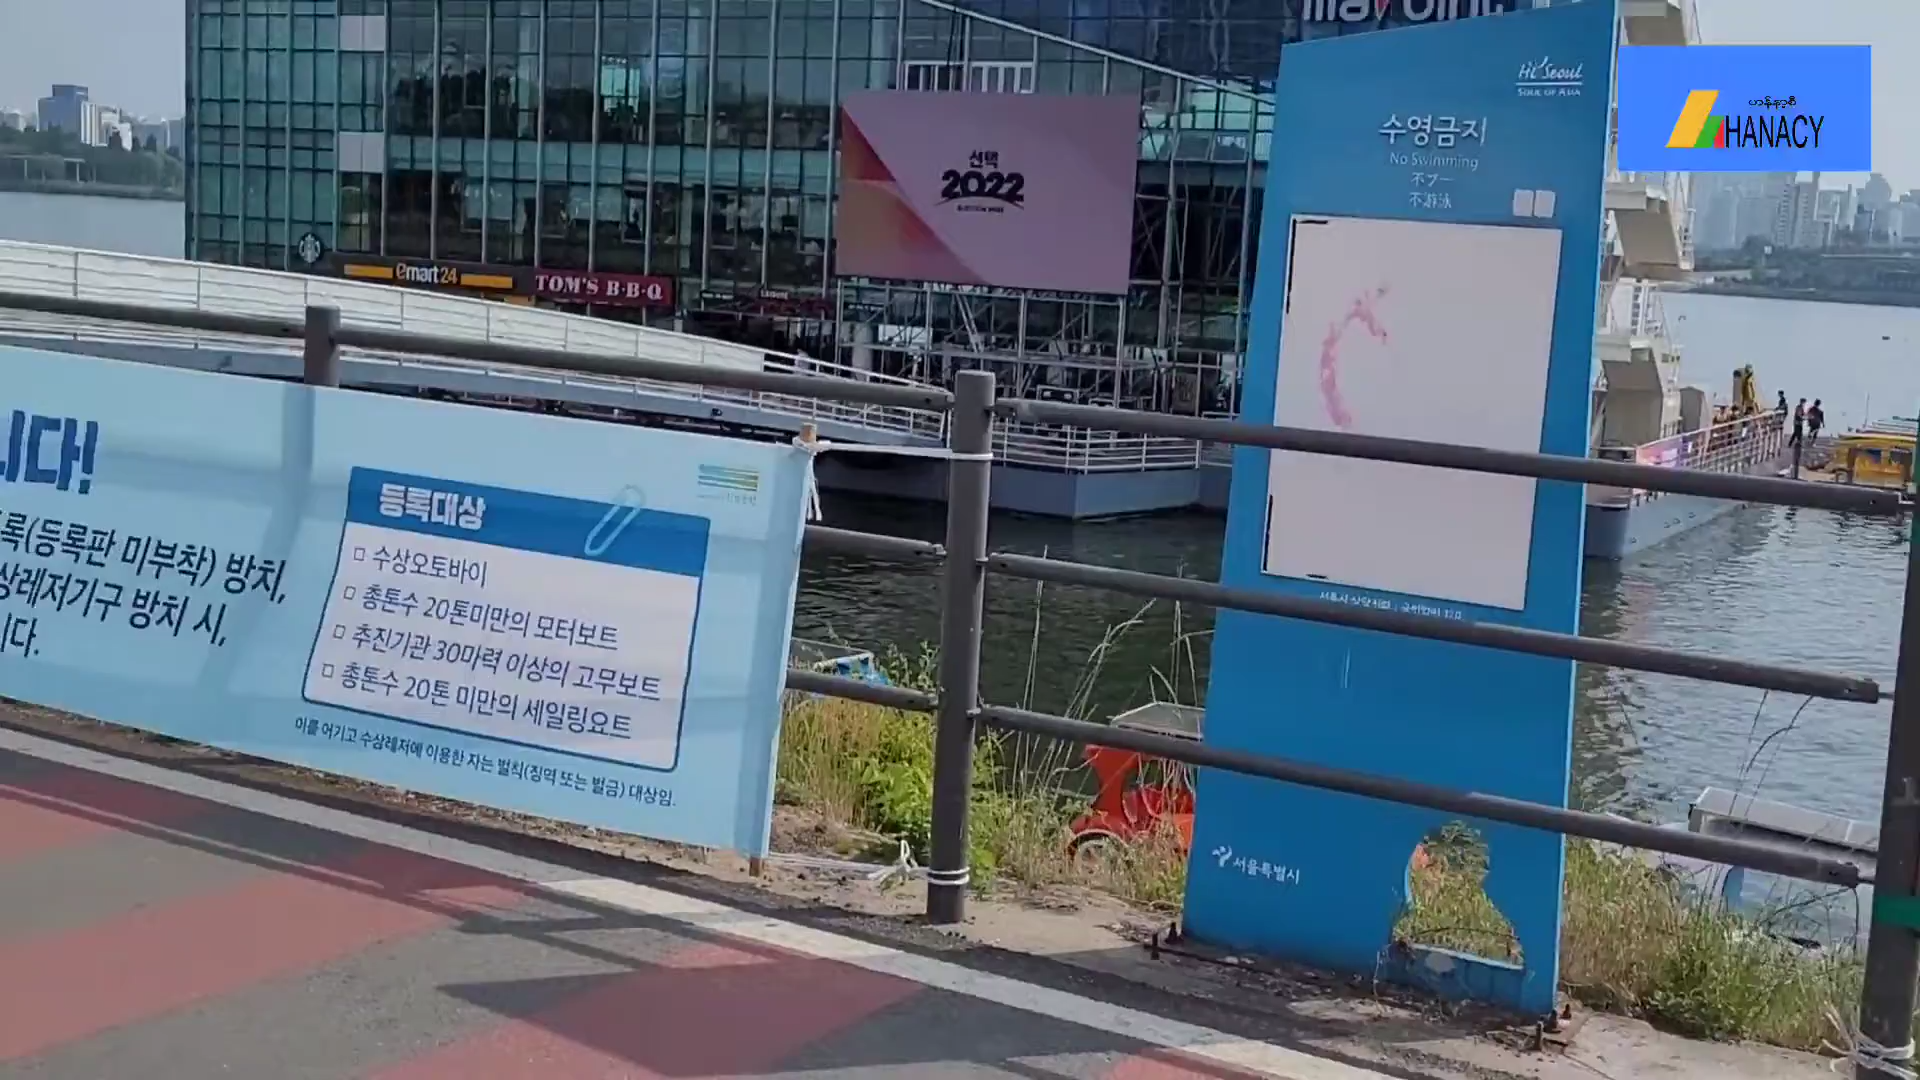 Hi Seoul
SOUL OF ASIA
수영금지
No Swimming
ဟန်နာစီ
HANACY
선택
2022
emart24
TOM'S B·B·Q
니다!
록(등록판 미부착) 방치,
상레저기구 방치 시,
니다.
등록대상
□ 수상오토바이
□ 총톤수 20톤미만의 모터보트
□ 추진기관 30마력 이상의 고무보트
□ 총톤수 20톤 미만의 세일링요트
이를 어기고 수상레저에 이용한 자는 벌칙(징역 또는 벌금) 대상임.
서울특별시